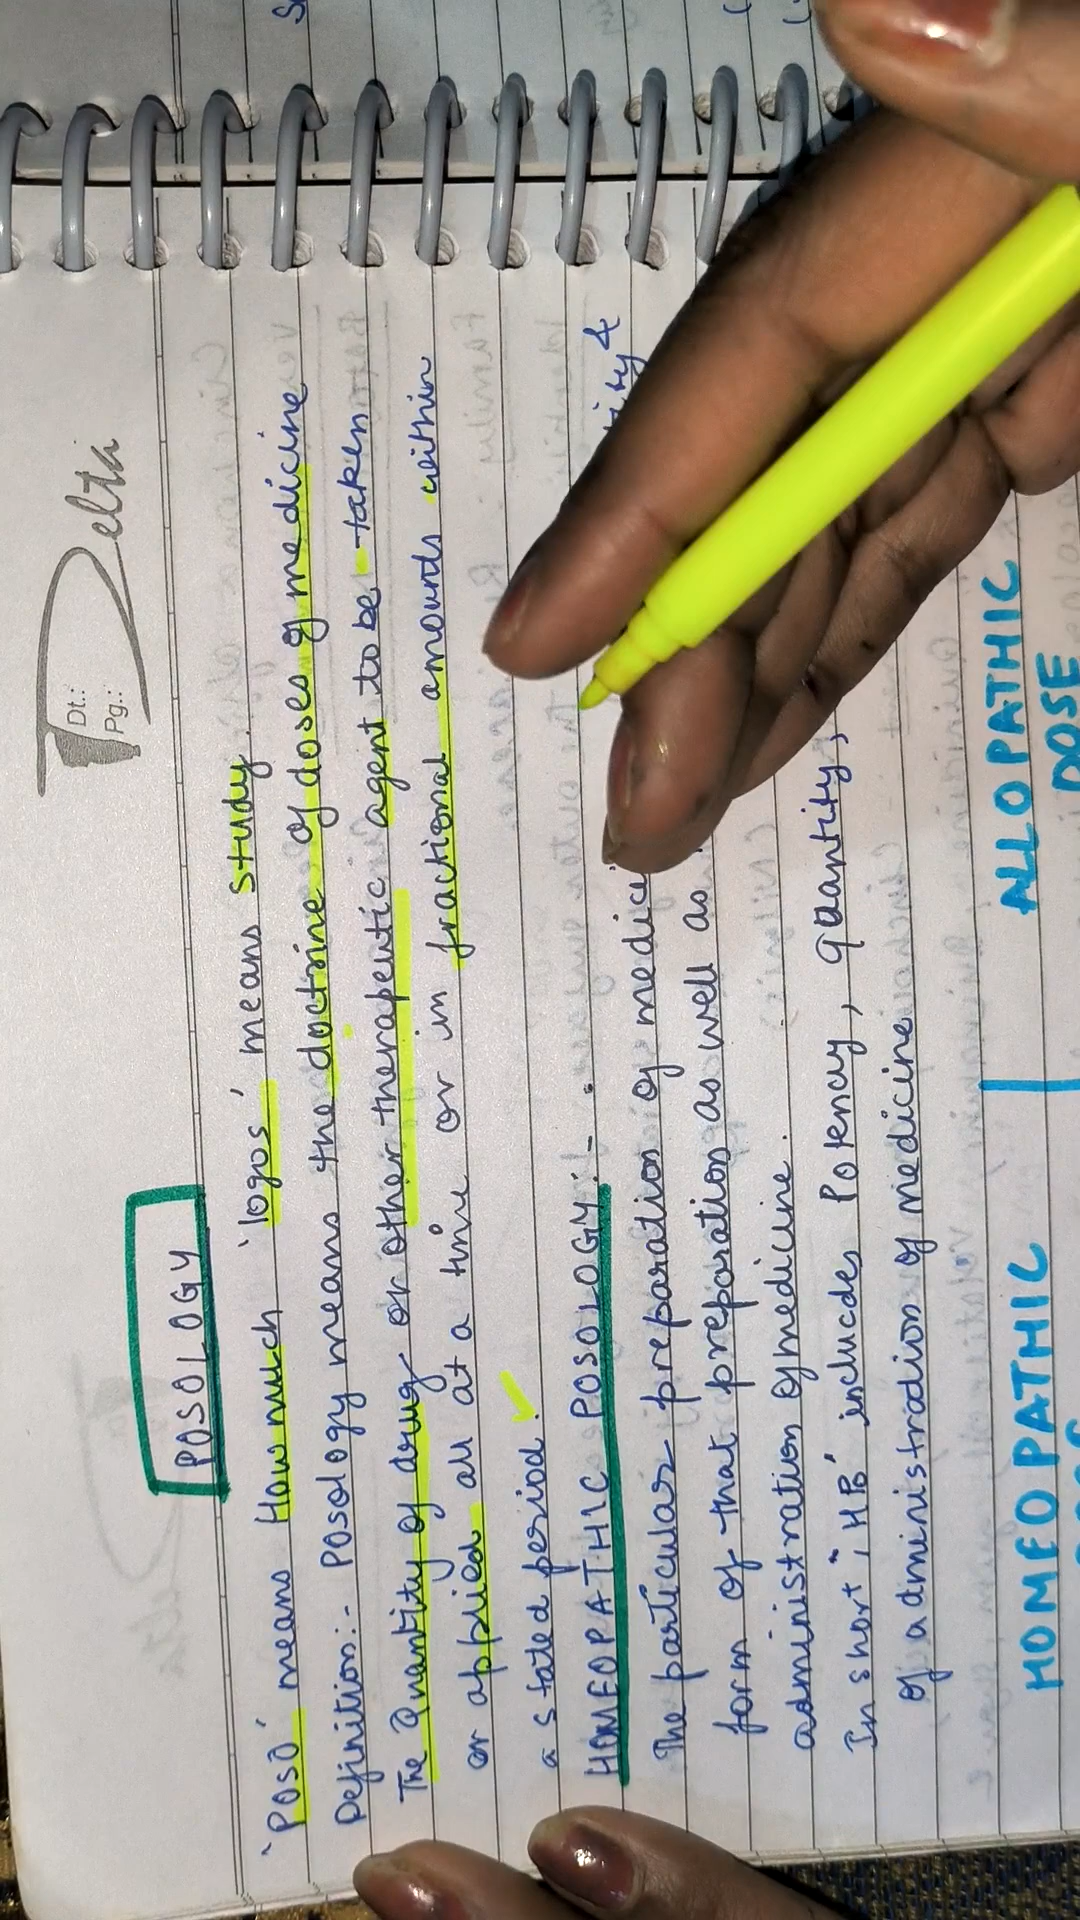 Delta
Dt.:
Pg.:
POSOLOGY
'POSO' means How much 'logos' means study.
Definition:- Posology means the doctrine of doses of medicine
The Quantity of drug or other therapeutic agent to be taken
or applied all at a time or in fractional amounts within
a stated period.
HOMEOPATHIC POSOLOGY:-
The particular preparation of medici
form of that preparation as well as
administration of medicine.
In short, 'HP' includes Potency, quantity,
of administration of medicine
HOMEOPATHIC ALLOPATHIC
DOSE